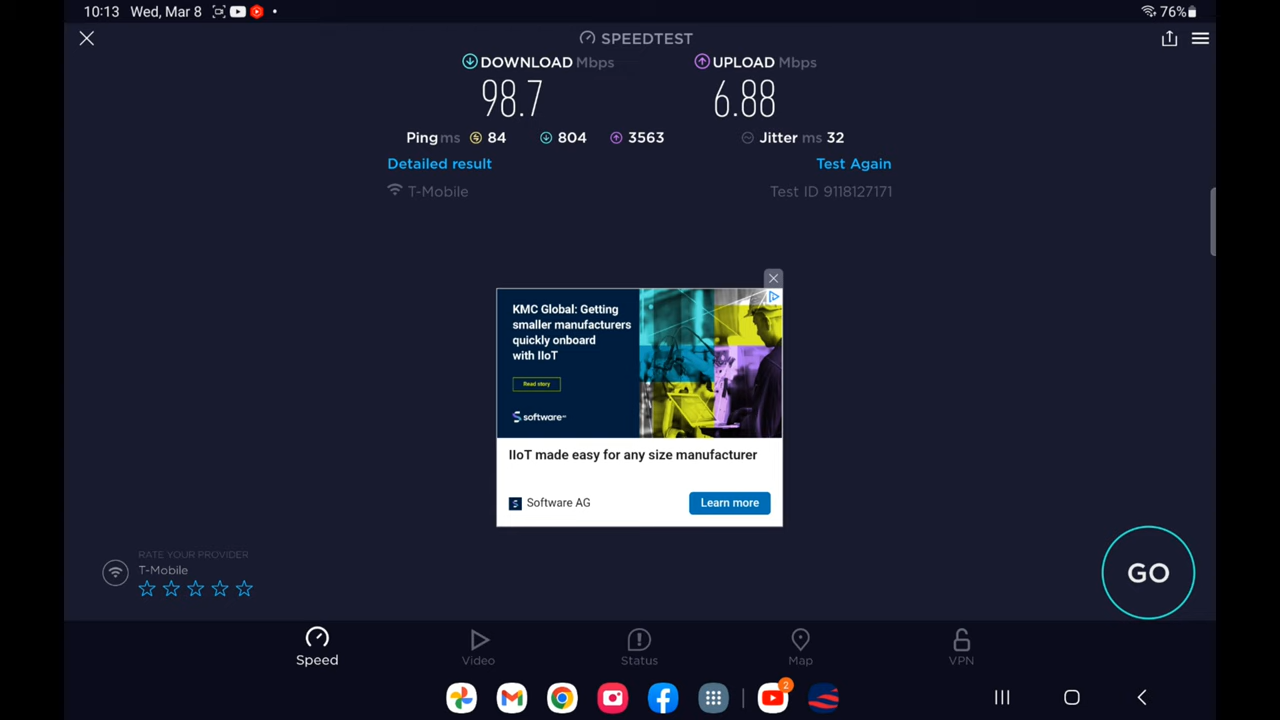 10:13 Wed, Mar 8
76%
SPEEDTEST
DOWNLOAD Mbps
UPLOAD Mbps
98.7
6.88
Ping ms 84 804 3563
Jitter ms 32
Detailed result
Test Again
T-Mobile
Test ID 9118127171
KMC Global: Getting
smaller manufacturers
quickly onboard
with IIoT
Read story
software AG
IIoT made easy for any size manufacturer
Software AG
Learn more
RATE YOUR PROVIDER
T-Mobile
GO
Speed
Video
Status
Map
VPN
2